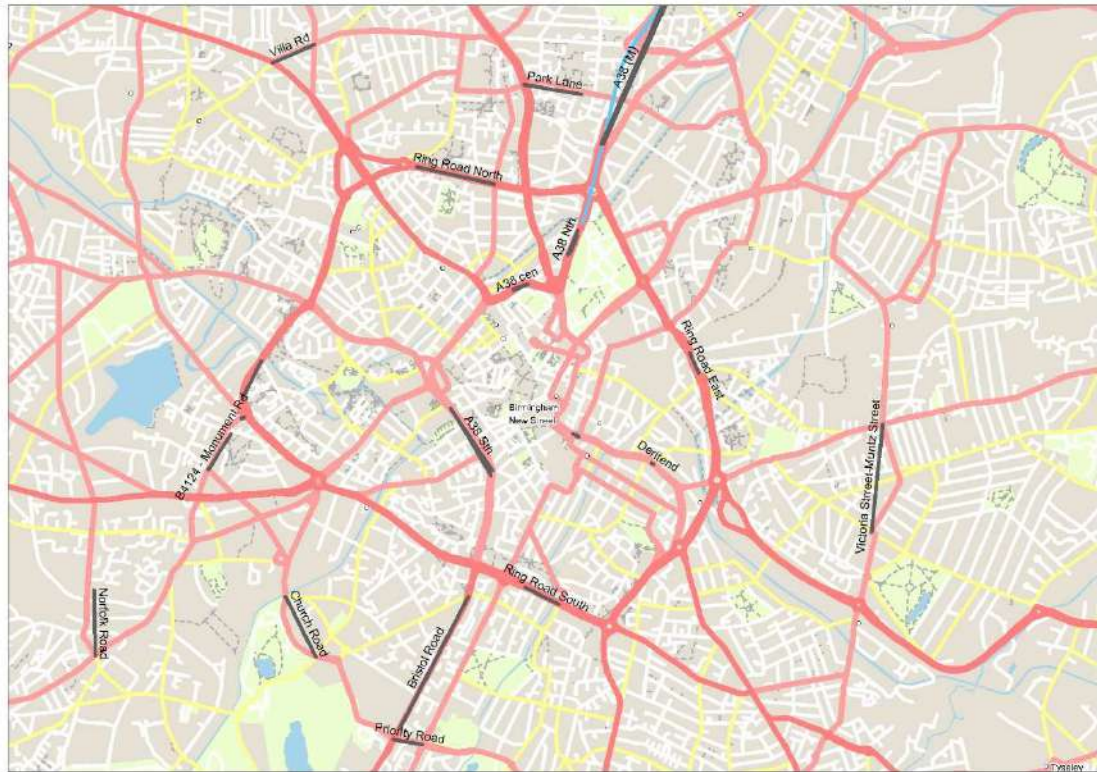 Villa Rd
A38 (M)
Park Lane
Ring Road North
A38 Nth
A38 cen
Ring Road East
B4124 - Monument Rd
A38 Sth
Birmingham
New Street
Deritend
Victoria Strreet-Muntz Street
Norfolk Road
Church Road
Bristol Road
Ring Road South
Priority Road
Tyseley